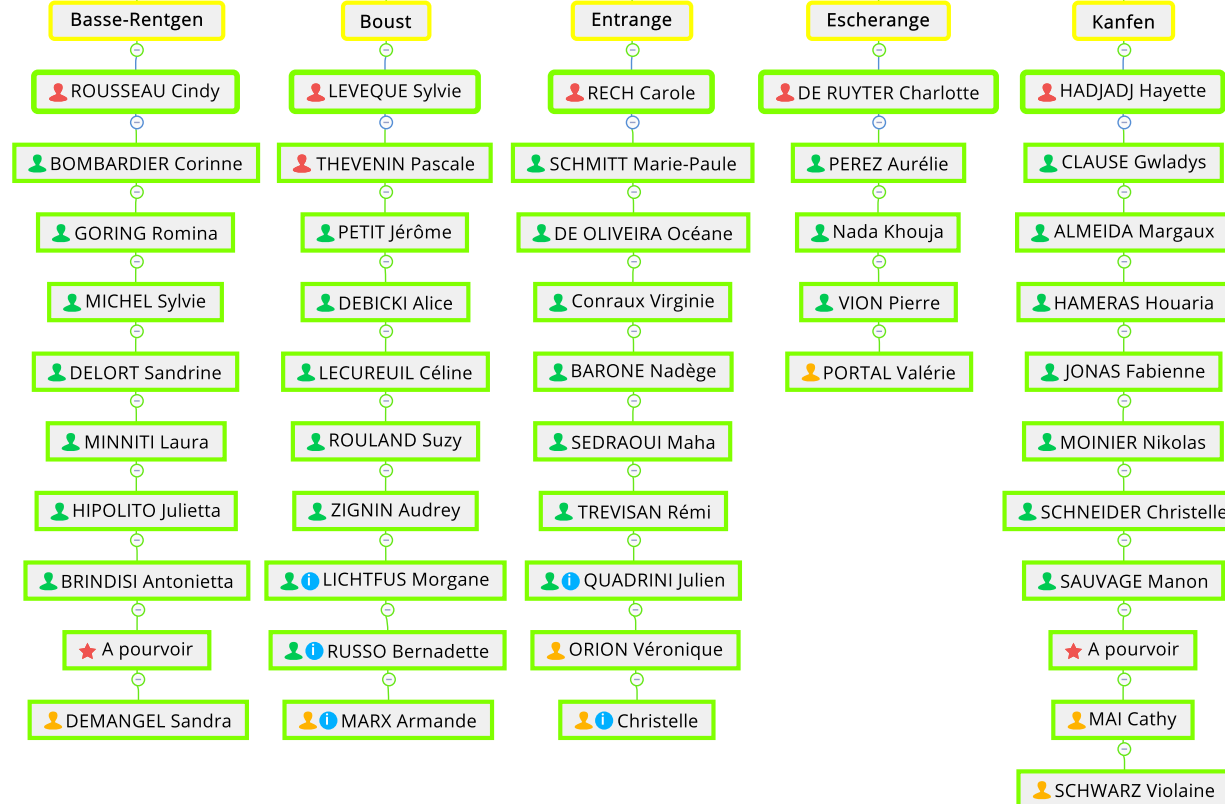 Basse-Rentgen
ROUSSEAU Cindy
BOMBARDIER Corinne
GORING Romina
MICHEL Sylvie
DELORT Sandrine
MINNITI Laura
HIPOLITO Julietta
BRINDISI Antonietta
A pourvoir
DEMANGEL Sandra
Boust
LEVEQUE Sylvie
THEVENIN Pascale
PETIT Jérôme
DEBICKI Alice
LECUREUIL Céline
ROULAND Suzy
ZIGNIN Audrey
i LICHTFUS Morgane
i RUSSO Bernadette
i MARX Armande
Entrange
RECH Carole
SCHMITT Marie-Paule
DE OLIVEIRA Océane
Conraux Virginie
BARONE Nadège
SEDRAOUI Maha
TREVISAN Rémi
i QUADRINI Julien
ORION Véronique
i Christelle
Escherange
DE RUYTER Charlotte
PEREZ Aurélie
Nada Khouja
VION Pierre
PORTAL Valérie
Kanfen
HADJADJ Hayette
CLAUSE Gwladys
ALMEIDA Margaux
HAMERAS Houaria
JONAS Fabienne
MOINIER Nikolas
SCHNEIDER Christelle
SAUVAGE Manon
A pourvoir
MAI Cathy
SCHWARZ Violaine